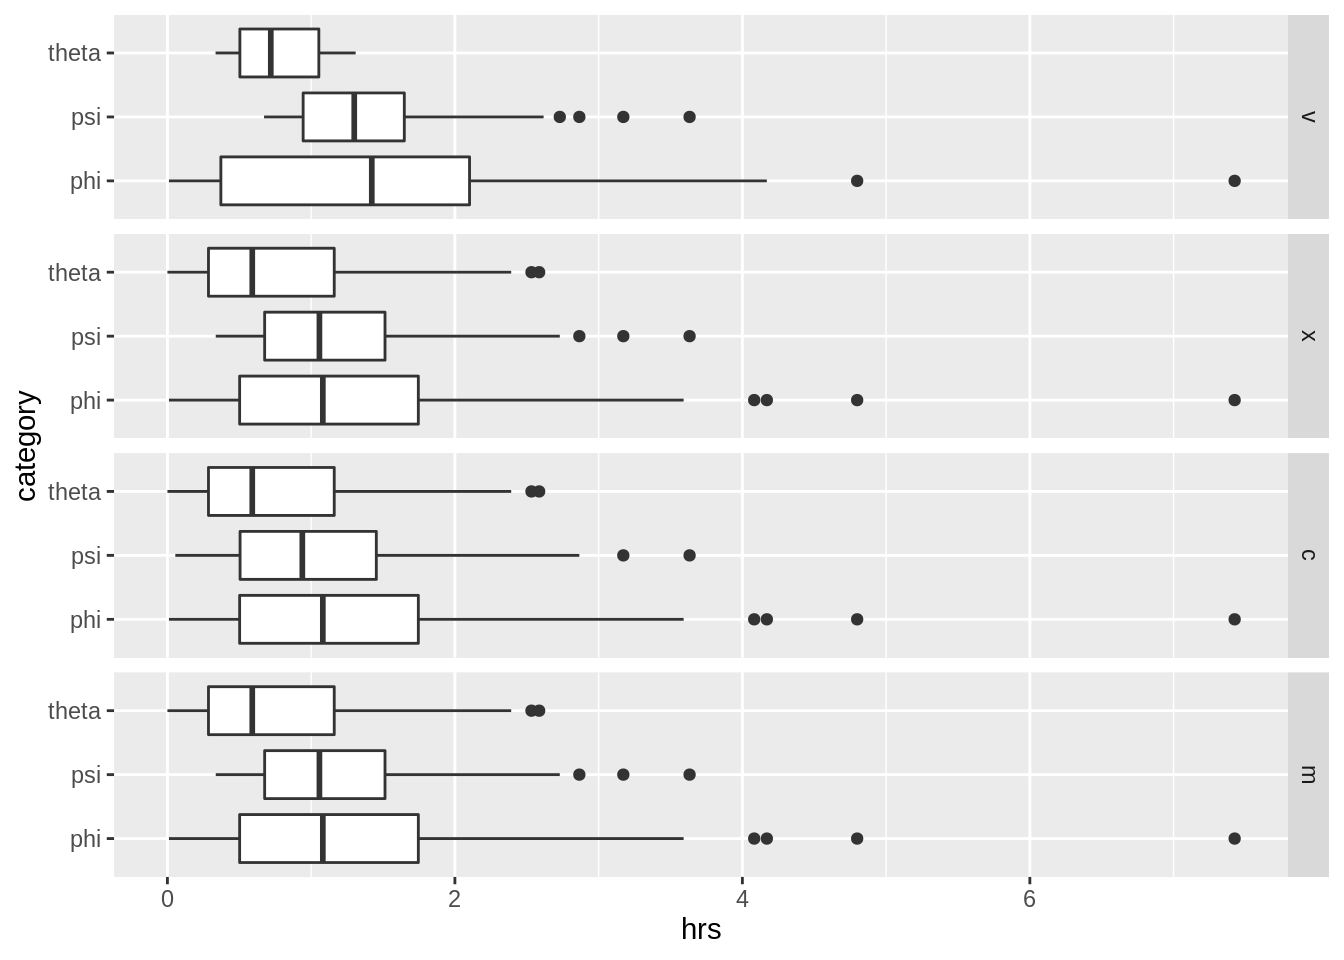 theta
psi
phi
v
theta
psi
phi
x
theta
psi
phi
c
theta
psi
phi
m
category
0 2 4 6
hrs